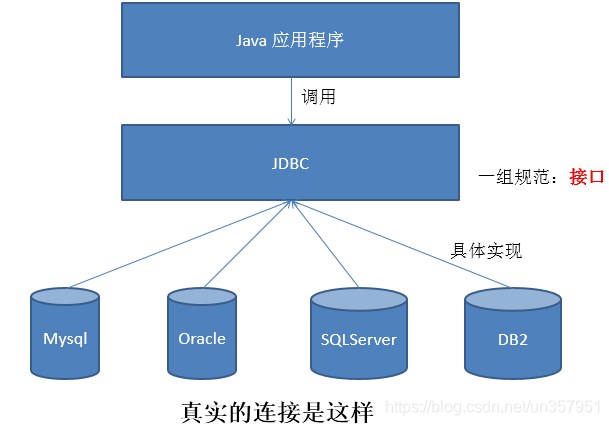 Java 应用程序
调用
JDBC
一组规范：接口
具体实现
Mysql
Oracle
SQLServer
DB2
真实的连接是这样
https://blog.csdn.net/un357951